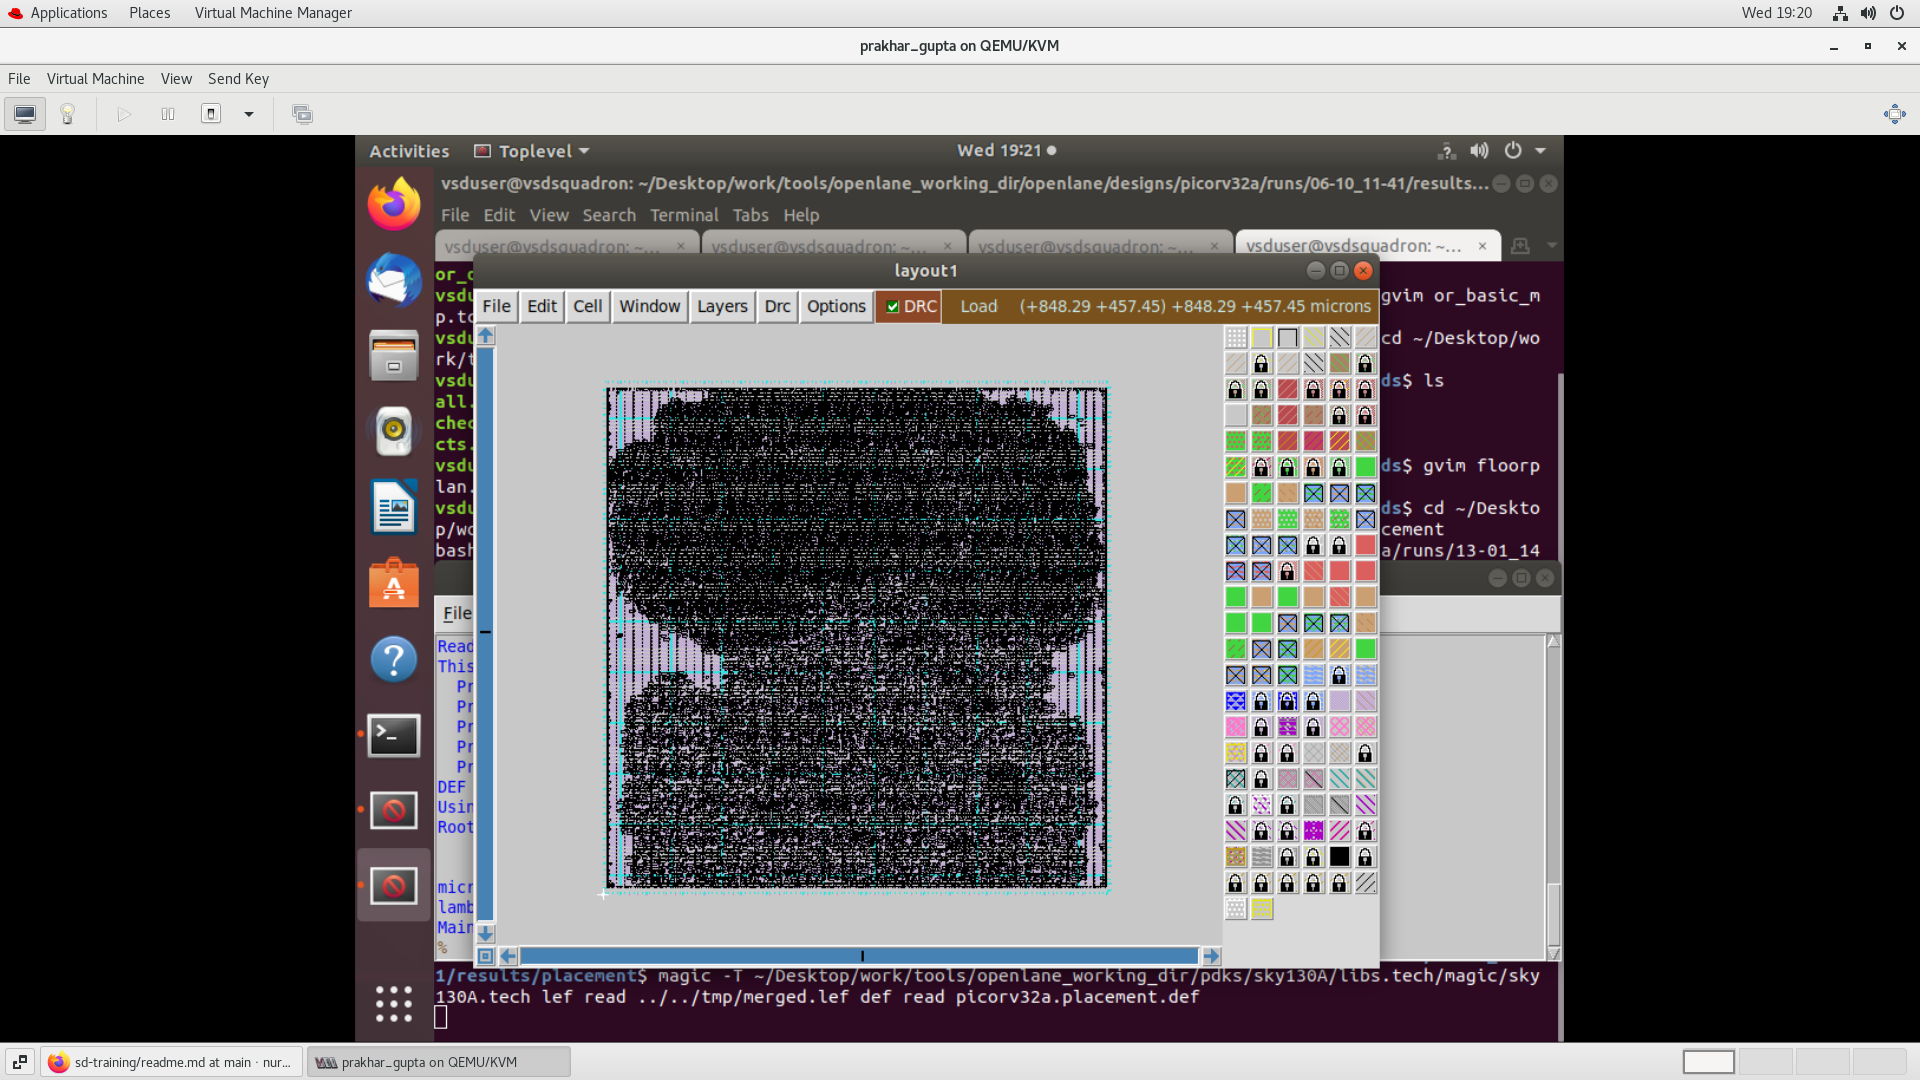 Applications Places Virtual Machine Manager Wed 19:20
prakhar_gupta on QEMU/KVM
File Virtual Machine View Send Key
Activities Toplevel Wed 19:21
vsduser@vsdsquadron: ~/Desktop/work/tools/openlane_working_dir/openlane/designs/picorv32a/runs/06-10_11-41/results...
File Edit View Search Terminal Tabs Help
vsduser@vsdsquadron: ~... × vsduser@vsdsquadron: ~... × vsduser@vsdsquadron: ~... × vsduser@vsdsquadron: ~... ×
layout1
File Edit Cell Window Layers Drc Options DRC Load (+848.29 +457.45) +848.29 +457.45 microns
or_
vsdu gvim or_basic_m
p.tc
vsdu cd ~/Desktop/wo
rk/t
vsdu ds$ ls
all.
chec
cts.
vsdu ds$ gvim floorp
lan.
vsdu ds$ cd ~/Deskto
p/wo cement
bash a/runs/13-01_14
File
Read
This
Pr
Pr
Pr
Pr
Pr
DEF
Usin
Root
micr
lamb
Main
%
1/results/placement$ magic -T ~/Desktop/work/tools/openlane_working_dir/pdks/sky130A/libs.tech/magic/sky
130A.tech lef read ../../tmp/merged.lef def read picorv32a.placement.def
sd-training/readme.md at main · nur... prakhar_gupta on QEMU/KVM